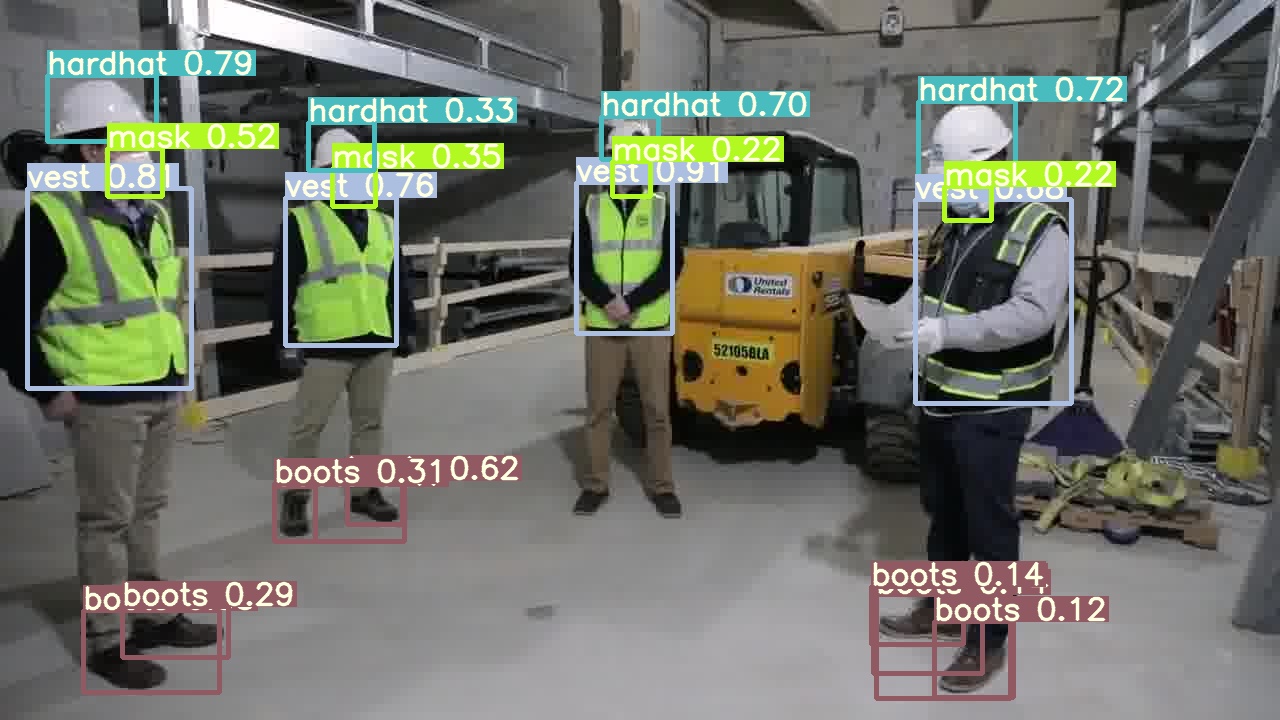 hardhat 0.79
hardhat 0.33
hardhat 0.70
hardhat 0.72
mask 0.52
mask 0.35
mask 0.22
mask 0.22
vest 0.81
vest 0.76
vest 0.91
vest 0.68
United
Rentals
52105BLA
boots 0.31
0.62
boots 0.29
boots 0.14
boots 0.12